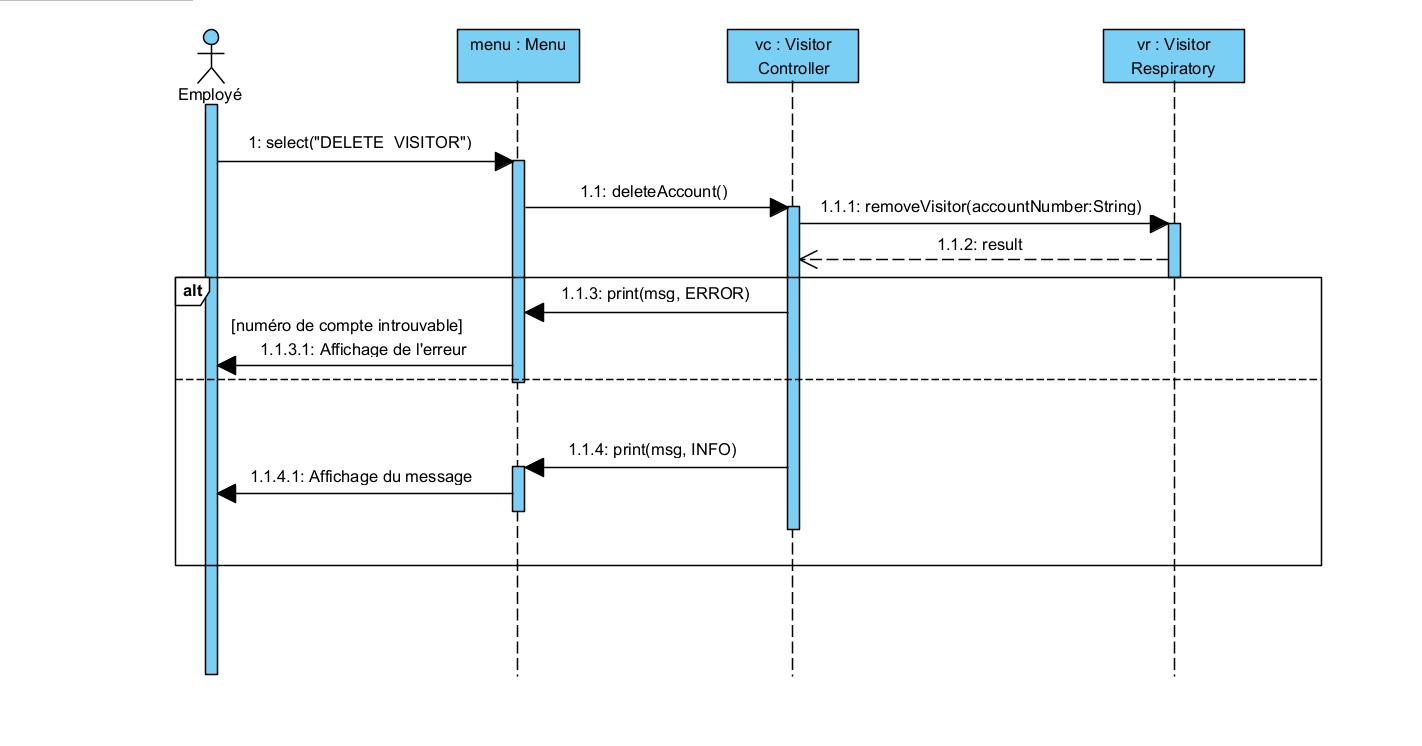 Employé
menu : Menu
vc : Visitor
Controller
vr : Visitor
Respiratory
1: select("DELETE VISITOR")
1.1: deleteAccount()
1.1.1: removeVisitor(accountNumber:String)
1.1.2: result
alt
1.1.3: print(msg, ERROR)
[numéro de compte introuvable]
1.1.3.1: Affichage de l'erreur
1.1.4: print(msg, INFO)
1.1.4.1: Affichage du message